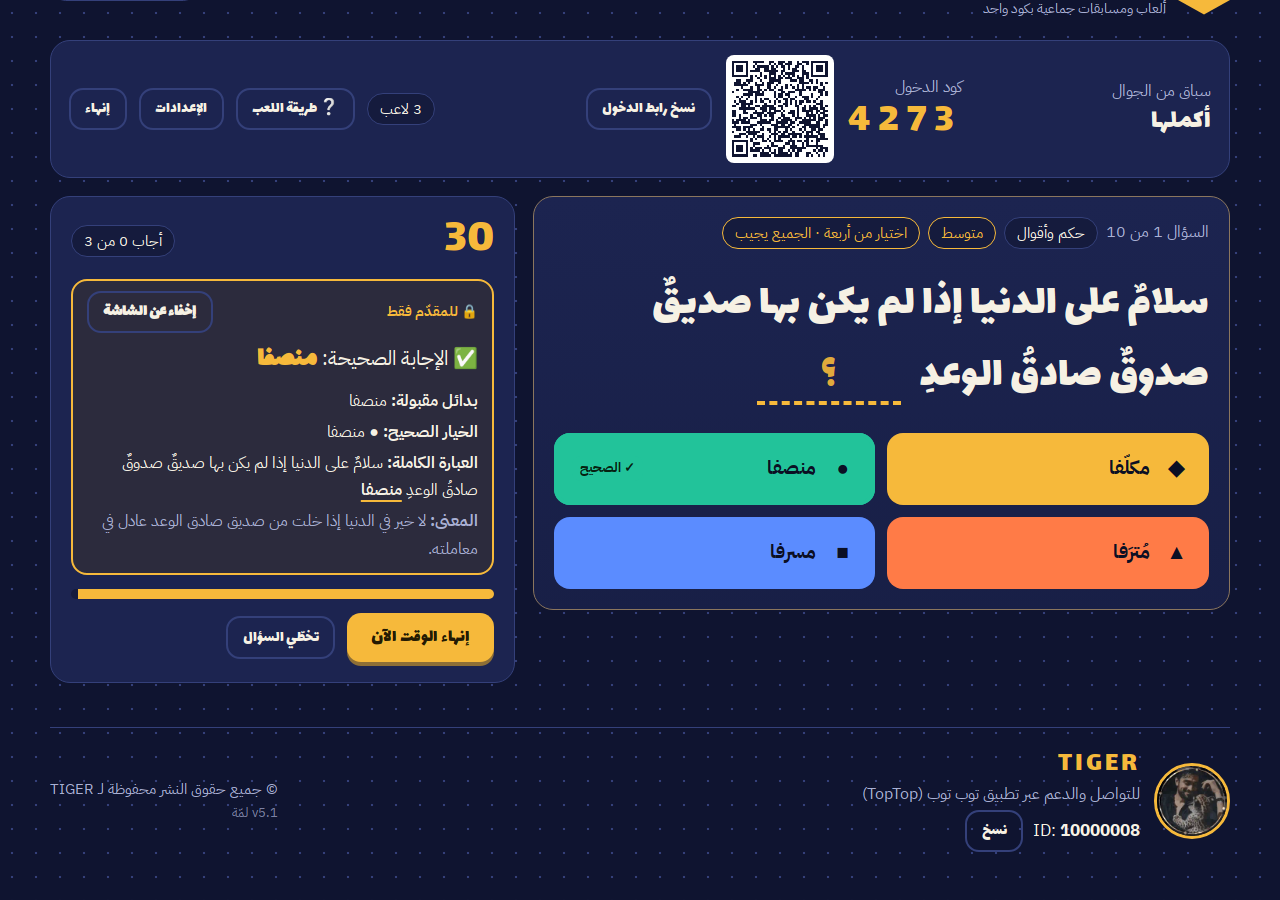 ألعاب ومسابقات جماعية بكود واحد
سباق من الجوال
أكملها
كود الدخول
4273
نسخ رابط الدخول
3 لاعب
❔ طريقة اللعب
الإعدادات
إنهاء
السؤال 1 من 10
حكم وأقوال
متوسط
اختيار من أربعة · الجميع يجيب
سلامٌ على الدنيا إذا لم يكن بها صديقٌ
صدوقٌ صادقُ الوعدِ ؟
◆ مكلّفا
● منصفا ✓ الصحيح
▲ مُترَفا
■ مسرفا
30
أجاب 0 من 3
🔒 للمقدّم فقط
إخفاء عن الشاشة
✅ الإجابة الصحيحة: منصفا
بدائل مقبولة: منصفا
الخيار الصحيح: ● منصفا
العبارة الكاملة: سلامٌ على الدنيا إذا لم يكن بها صديقٌ صدوقٌ
صادقُ الوعدِ منصفا
المعنى: لا خير في الدنيا إذا خلت من صديق صادق الوعد عادل في
معاملته.
إنهاء الوقت الآن
تخطّي السؤال
TIGER
للتواصل والدعم عبر تطبيق توب توب (TopTop)
ID: 10000008
نسخ
© جميع حقوق النشر محفوظة لـ TIGER
لمّة v5.1